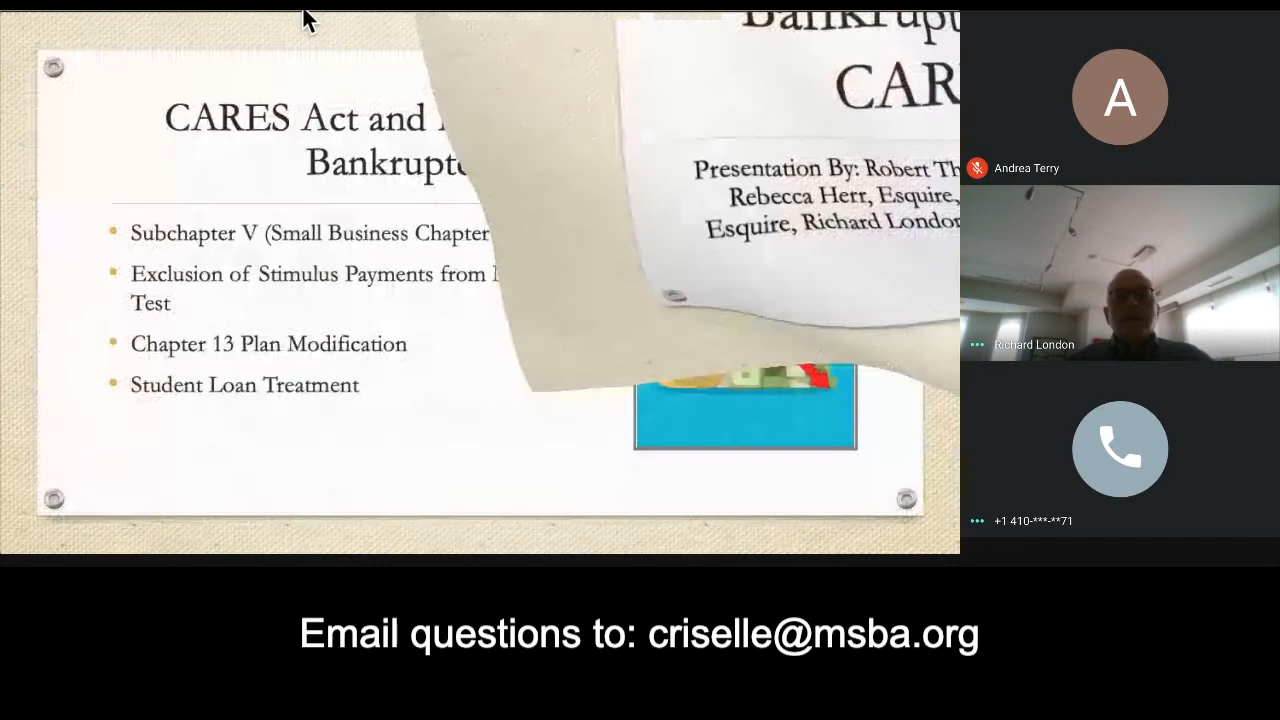 CARES Act and
Bankrupt
Subchapter V (Small Business Chapter
Exclusion of Stimulus Payments from
Test
Chapter 13 Plan Modification
Student Loan Treatment
Bankrupt
CAR
Presentation By: Robert Th
Rebecca Herr, Esquire,
Esquire, Richard London
A
Andrea Terry
Richard London
+1 410-***-**71
Email questions to: criselle@msba.org